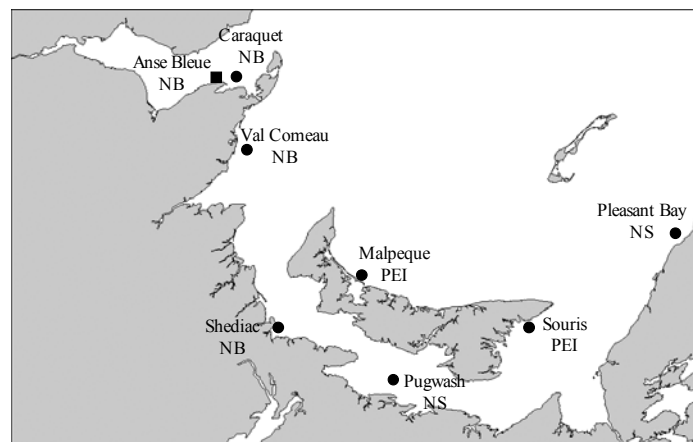 Caraquet
NB
Anse Bleue
NB
Val Comeau
NB
Pleasant Bay
NS
Malpeque
PEI
Shediac
NB
Souris
PEI
Pugwash
NS